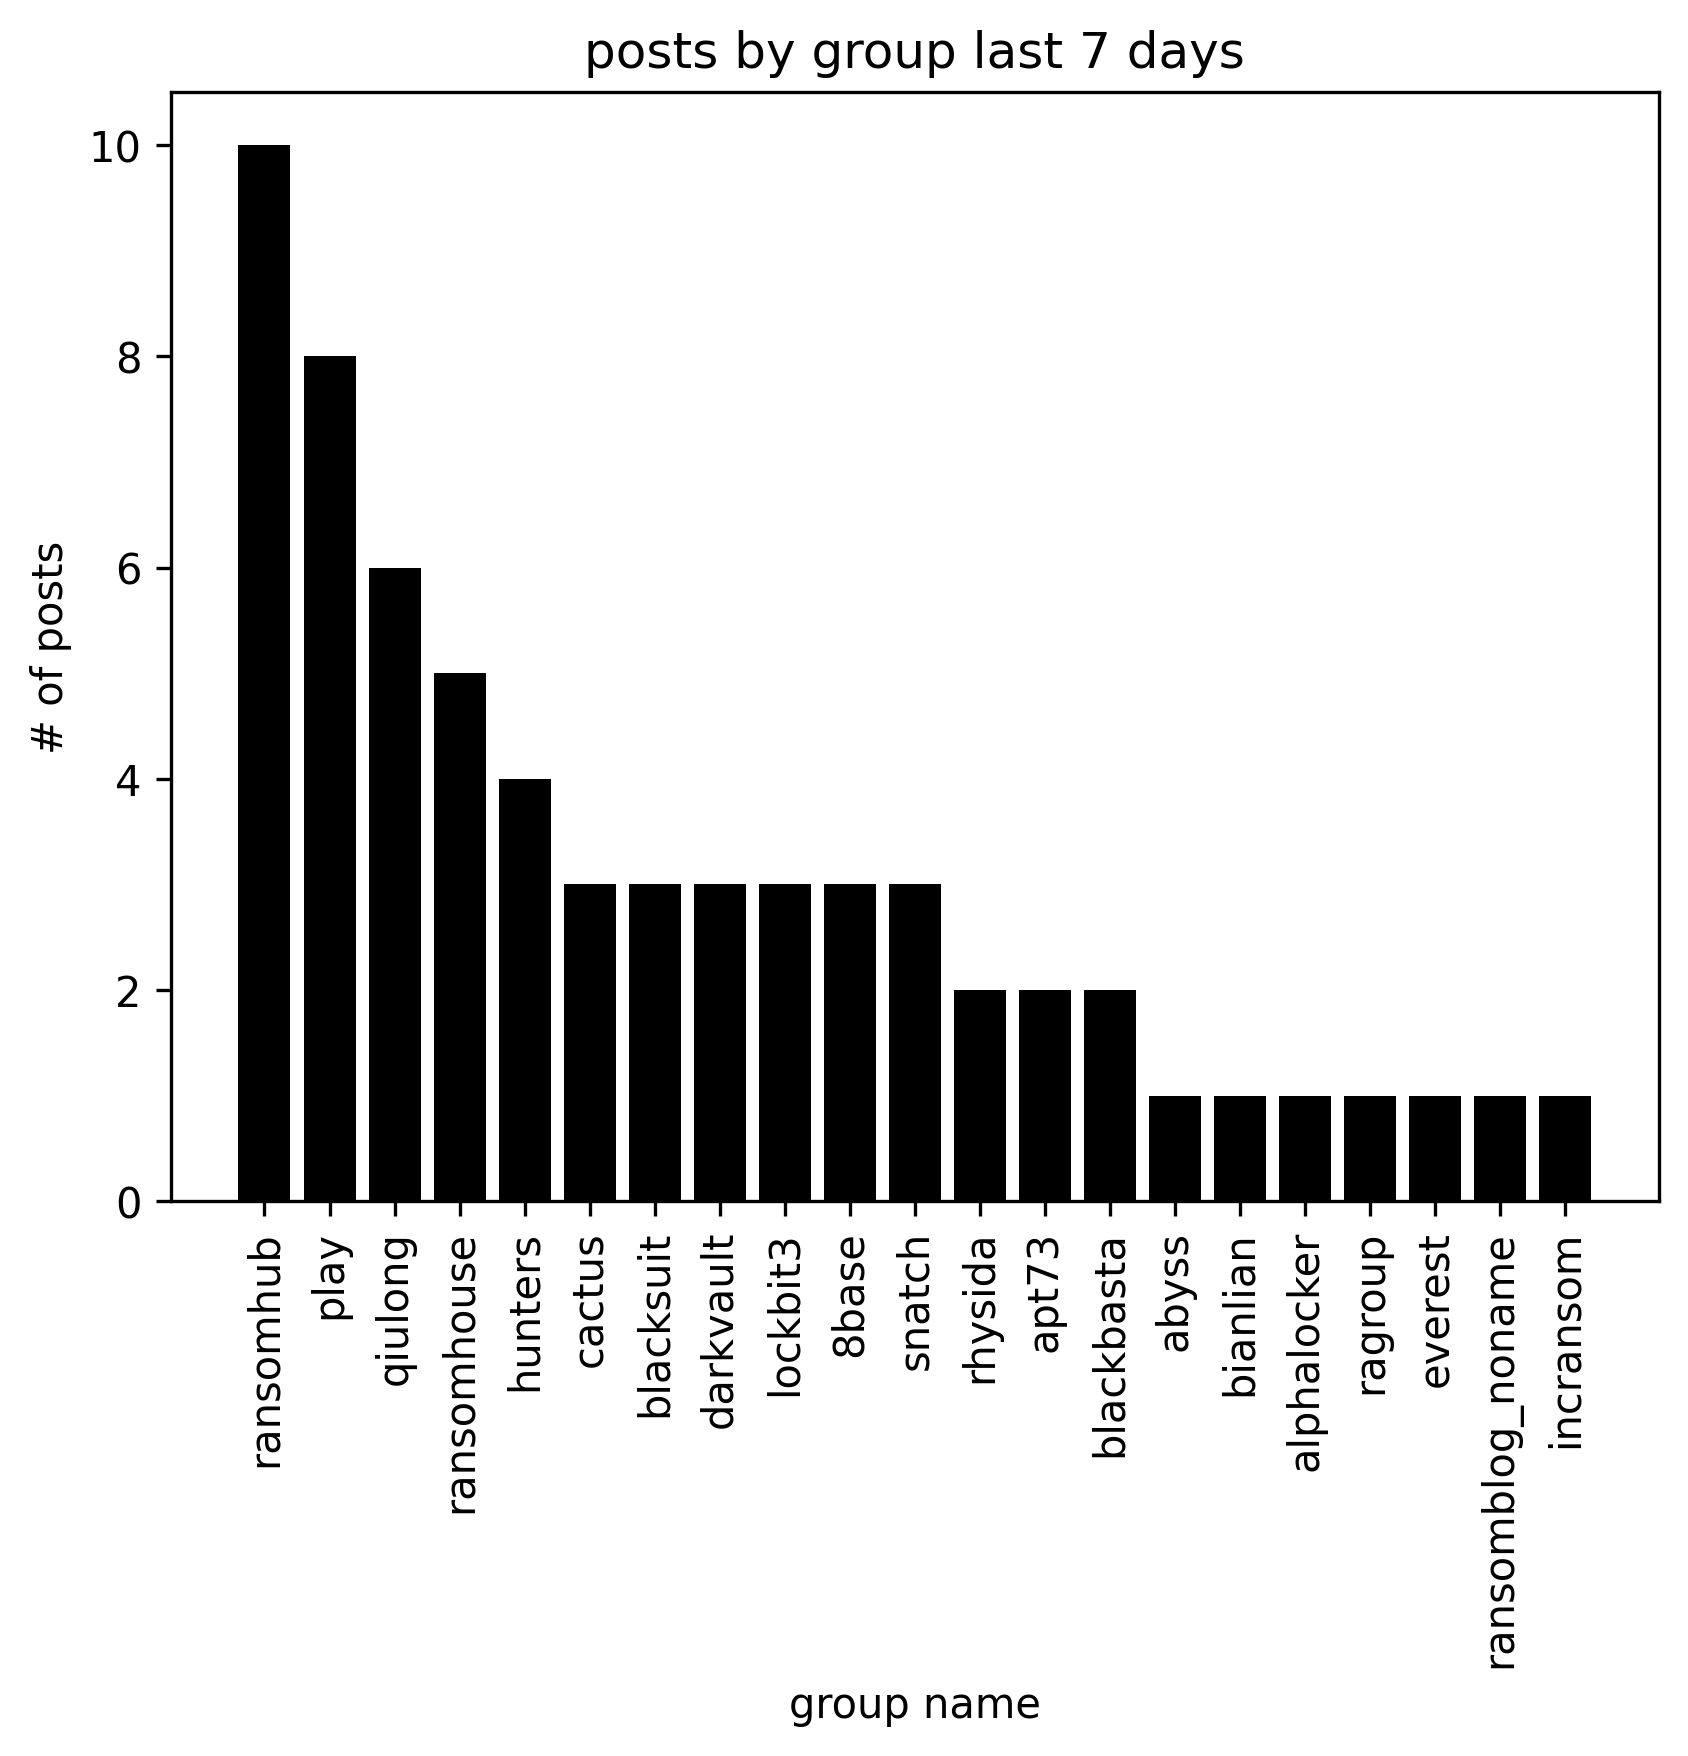 posts by group last 7 days
# of posts
10
8
6
4
2
0
ransomhub
play
qiulong
ransomhouse
hunters
cactus
blacksuit
darkvault
lockbit3
8base
snatch
rhysida
apt73
blackbasta
abyss
bianlian
alphalocker
ragroup
everest
ransomblog_noname
incransom
group name